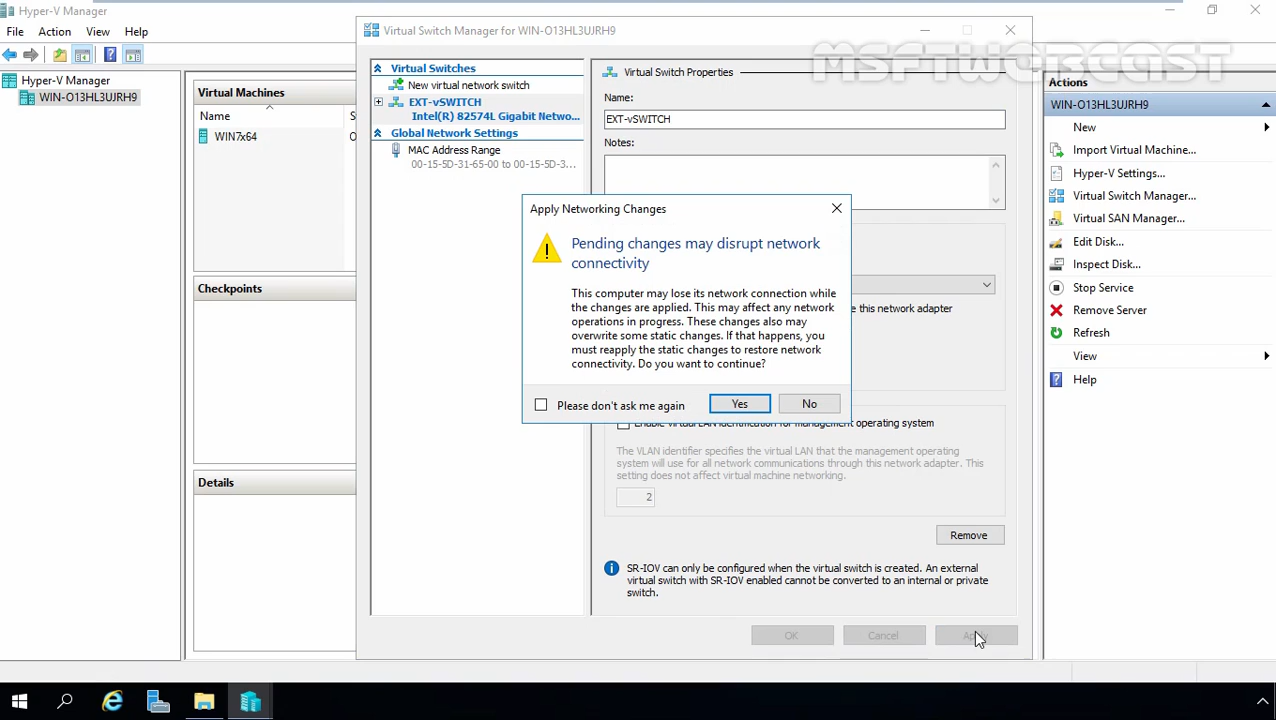 Hyper-V Manager
File Action View Help
Hyper-V Manager
WIN-O13HL3UJRH9
Virtual Machines
Name
WIN7x64
Checkpoints
Details
Virtual Switch Manager for WIN-O13HL3UJRH9
Virtual Switches
New virtual network switch
EXT-vSWITCH
Intel(R) 82574L Gigabit Netwo...
Global Network Settings
MAC Address Range
00-15-5D-31-65-00 to 00-15-5D-3...
Virtual Switch Properties
Name:
EXT-vSWITCH
Notes:
Apply Networking Changes
Pending changes may disrupt network
connectivity
This computer may lose its network connection while
the changes are applied. This may affect any network
operations in progress. These changes also may
overwrite some static changes. If that happens, you
must reapply the static changes to restore network
connectivity. Do you want to continue?
Please don't ask me again
Yes
No
this network adapter
Enable virtual LAN identification for management operating system
The VLAN identifier specifies the virtual LAN that the management operating
system will use for all network communications through this network adapter. This
setting does not affect virtual machine networking.
2
Remove
SR-IOV can only be configured when the virtual switch is created. An external
virtual switch with SR-IOV enabled cannot be converted to an internal or private
switch.
OK
Cancel
MSFTWEBCAST
Actions
WIN-O13HL3UJRH9
New
Import Virtual Machine...
Hyper-V Settings...
Virtual Switch Manager...
Virtual SAN Manager...
Edit Disk...
Inspect Disk...
Stop Service
Remove Server
Refresh
View
Help